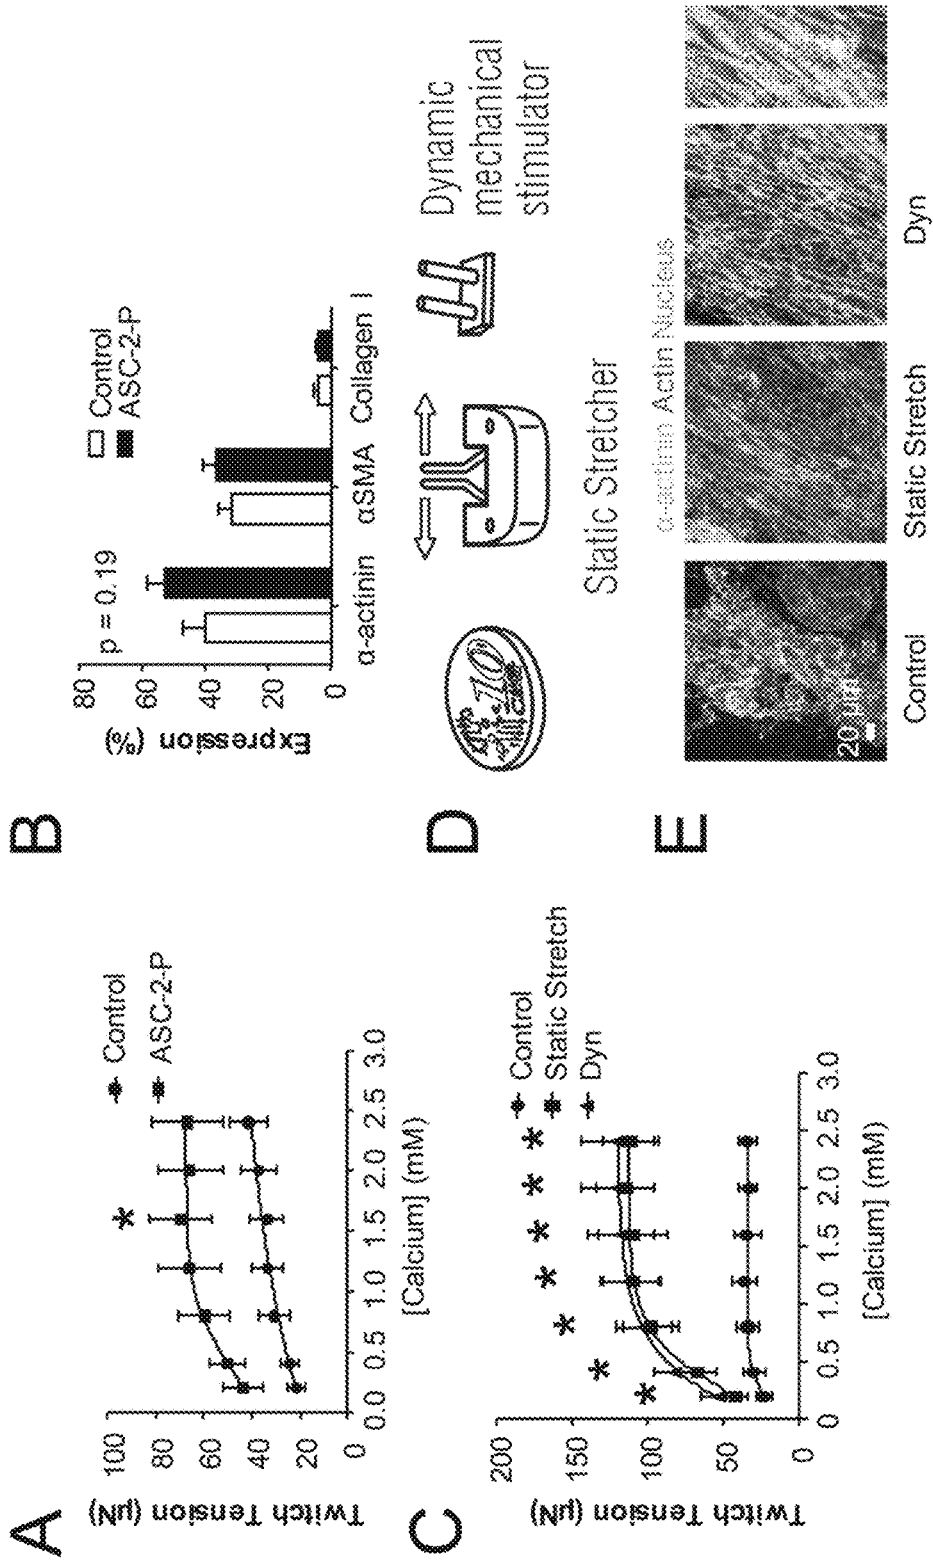 A
Twitch Tension (µN)
100
80
60
40
20
0
0.0 0.5 1.0 1.5 2.0 2.5 3.0
[Calcium] (mM)
Control
ASC-2-P
*
B
Expression (%)
80
60
40
20
0
p = 0.19
Control
ASC-2-P
α-actinin αSMA Collagen I
C
Twitch Tension (µN)
200
150
100
50
0
0 0.5 1.0 1.5 2.0 2.5 3.0
[Calcium] (mM)
Control
Static Stretch
Dyn
* * * * * * *
D
10
Static Stretcher
Dynamic
mechanical
stimulator
E
α-actinin Actin Nucleus
20 µm
Control Static Stretch Dyn